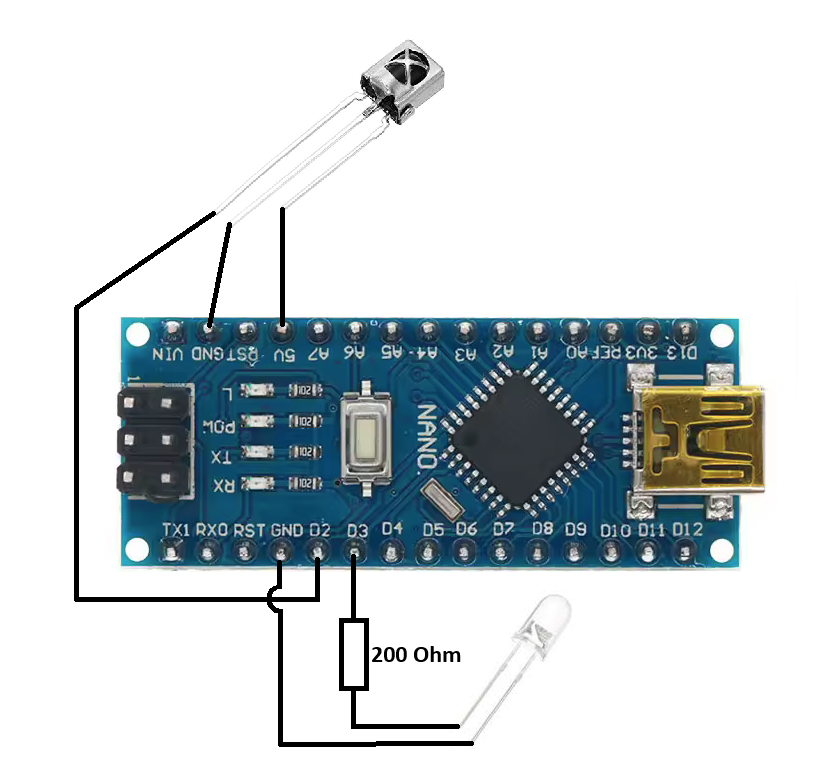 VIN GND RST 5V A7 A6 A5 A4 A3 A2 A1 A0 REF 3V3 D13
1
L
POW
TX
RX
102
102
102
102
NANO
TX1 RX0 RST GND D2 D3 D4 D5 D6 D7 D8 D9 D10 D11 D12
200 Ohm